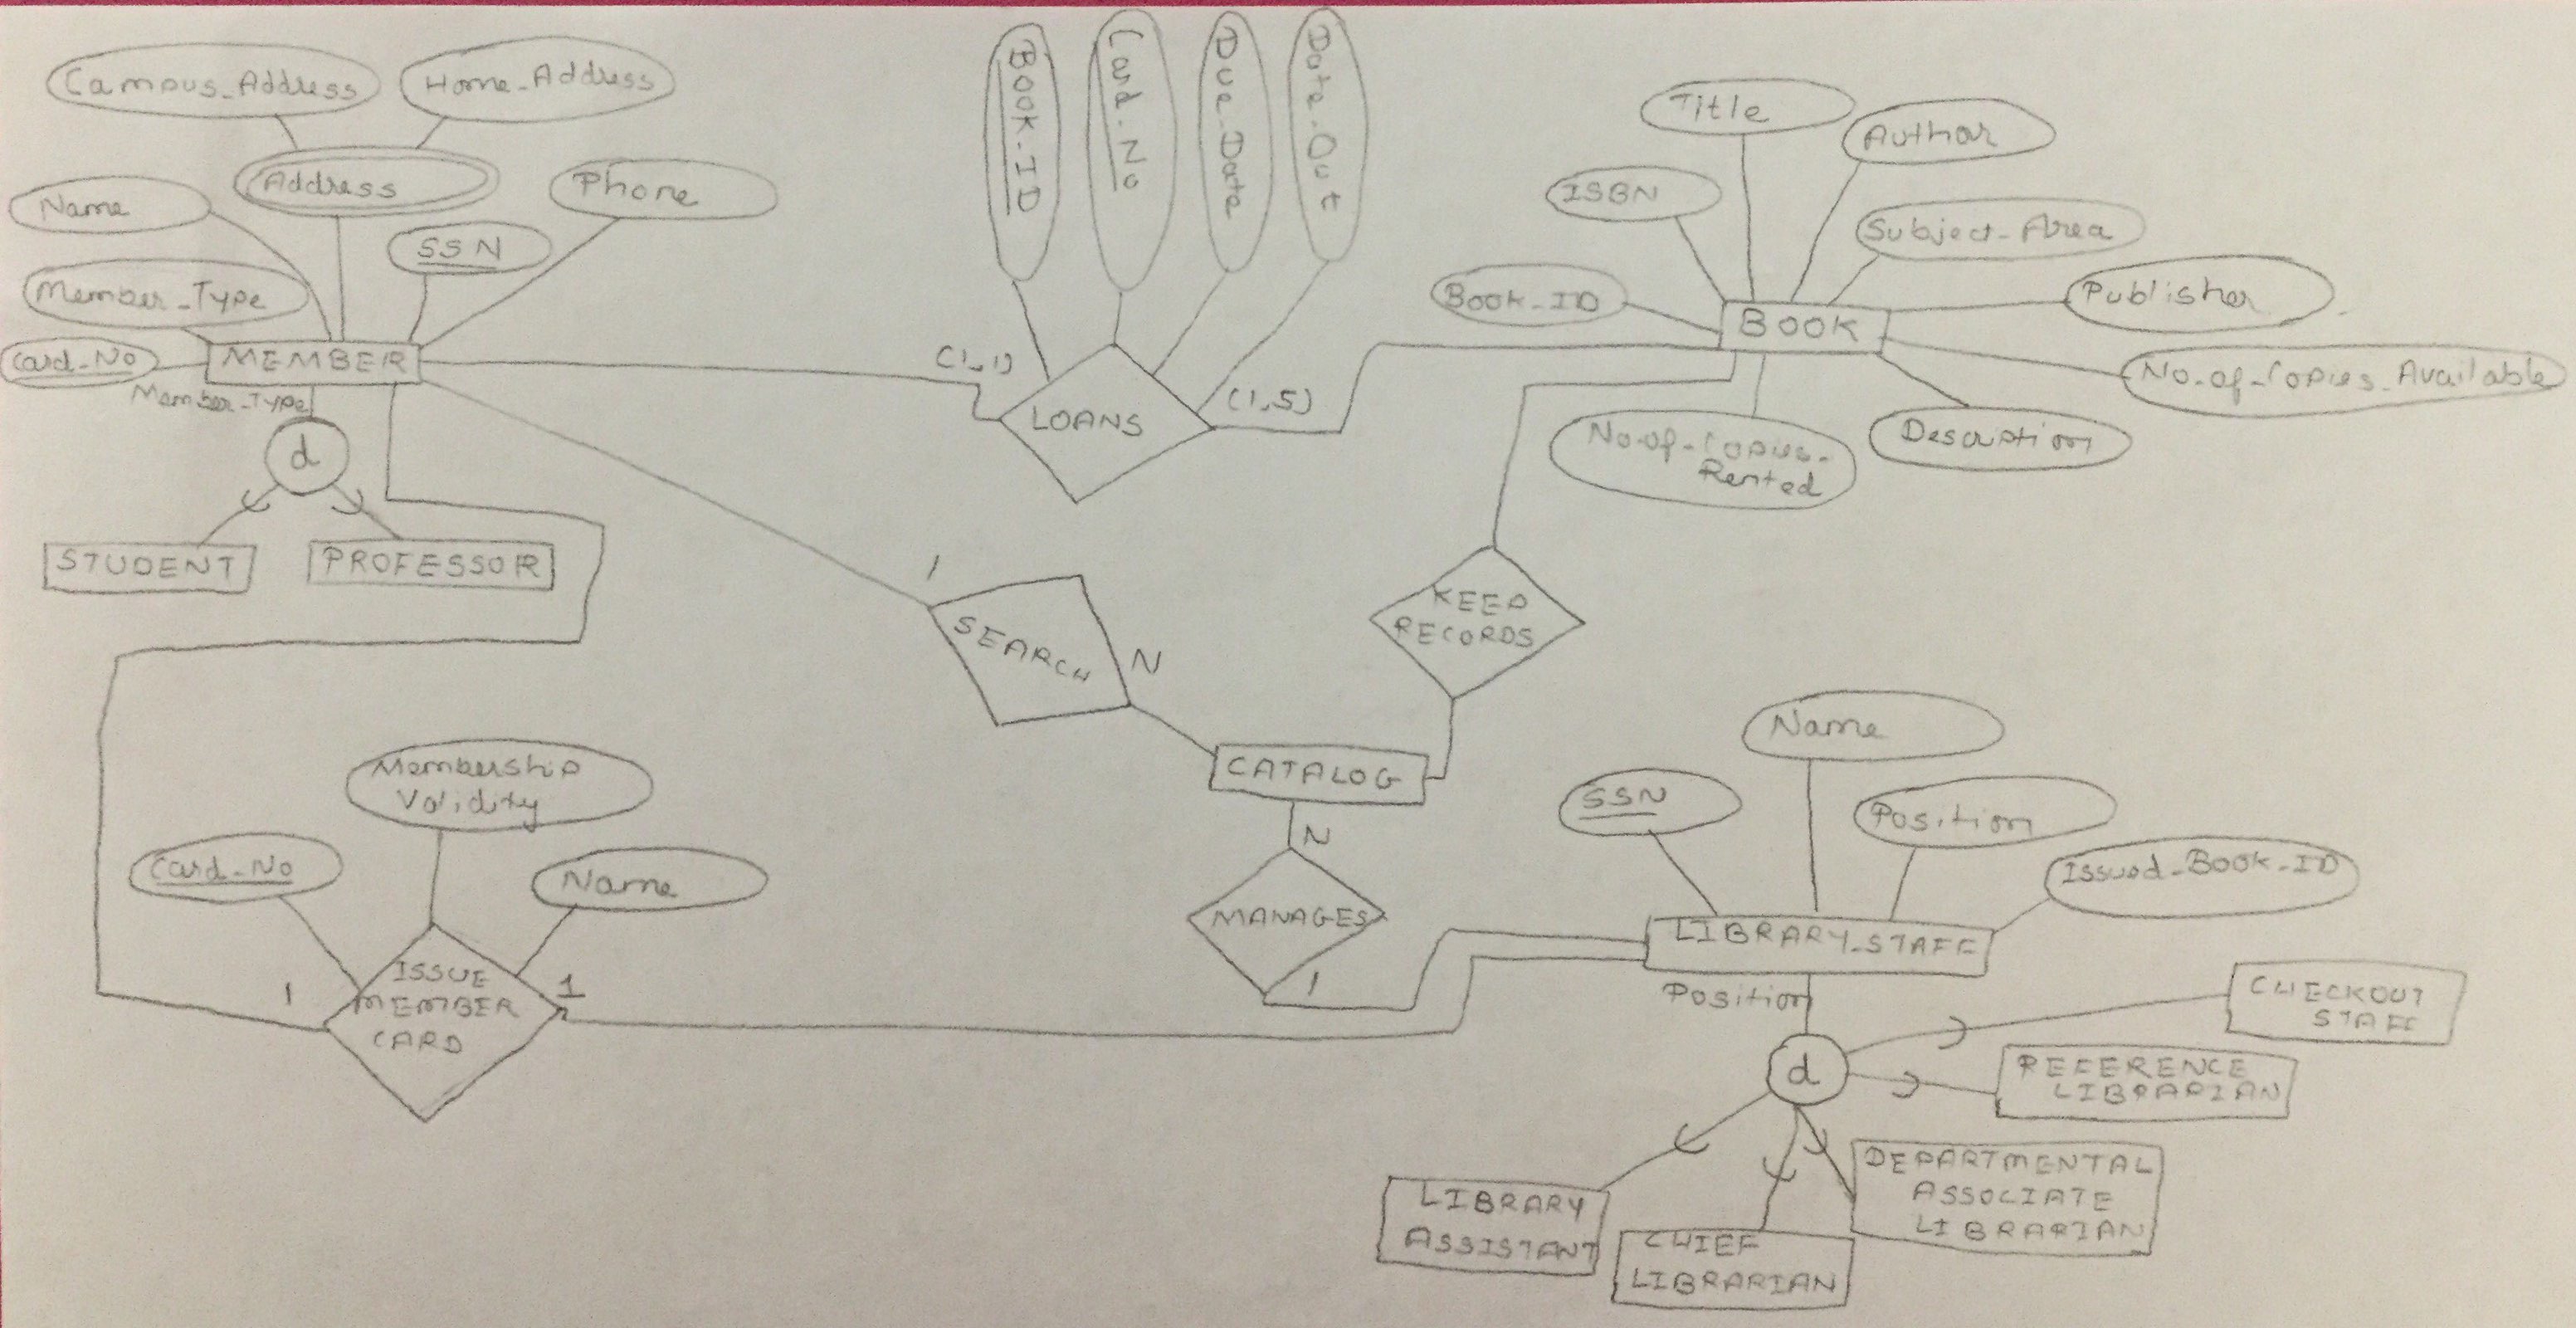 Campus_Address
Home_Address
Address
Name
Phone
SSN
Member_Type
Card_No
MEMBER
Member_Type
d
STUDENT
PROFESSOR
Book_ID
Card_No
Due_Date
Date_Out
(1,1)
LOANS
(1,5)
Title
Author
ISBN
Subject_Area
Book_ID
Publisher
BOOK
No_of_Copies_Available
No_of_Copies_
Rented
Description
1
SEARCH
N
KEEP
RECORDS
CATALOG
N
MANAGES
1
Membership
Validity
Card_No
Name
1
ISSUE
MEMBER
CARD
1
Name
SSN
Position
Issued_Book_ID
LIBRARY_STAFF
Position
d
CHECKOUT
STAFF
REFERENCE
LIBRARIAN
DEPARTMENTAL
ASSOCIATE
LIBRARIAN
LIBRARY
ASSISTANT
CHIEF
LIBRARIAN